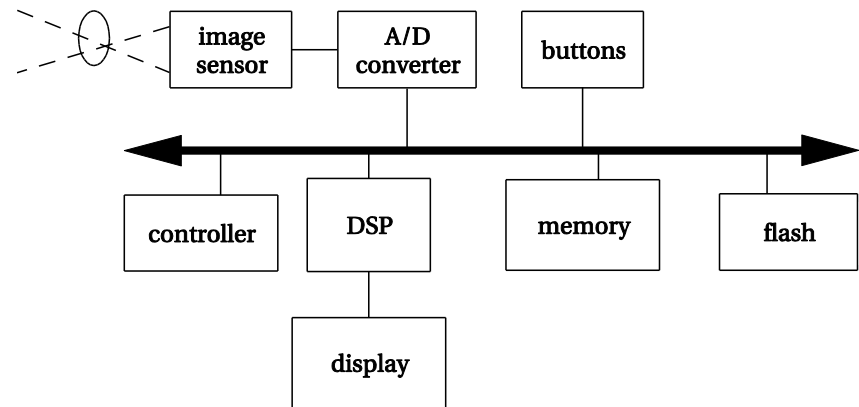 image
sensor
A/D
converter
buttons
controller
DSP
memory
flash
display